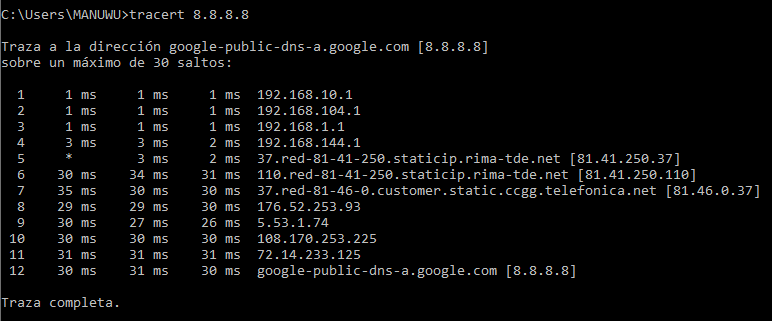 C:\Users\MANUWU>tracert 8.8.8.8
Traza a la dirección google-public-dns-a.google.com [8.8.8.8]
sobre un máximo de 30 saltos:
1 1 ms 1 ms 1 ms 192.168.10.1
2 1 ms 1 ms 1 ms 192.168.104.1
3 1 ms 1 ms 1 ms 192.168.1.1
4 3 ms 3 ms 2 ms 192.168.144.1
5 * 3 ms 2 ms 37.red-81-41-250.staticip.rima-tde.net [81.41.250.37]
6 30 ms 34 ms 31 ms 110.red-81-41-250.staticip.rima-tde.net [81.41.250.110]
7 35 ms 30 ms 30 ms 37.red-81-46-0.customer.static.ccgg.telefonica.net [81.46.0.37]
8 29 ms 29 ms 30 ms 176.52.253.93
9 30 ms 27 ms 26 ms 5.53.1.74
10 30 ms 30 ms 30 ms 108.170.253.225
11 31 ms 31 ms 31 ms 72.14.233.125
12 30 ms 31 ms 30 ms google-public-dns-a.google.com [8.8.8.8]
Traza completa.